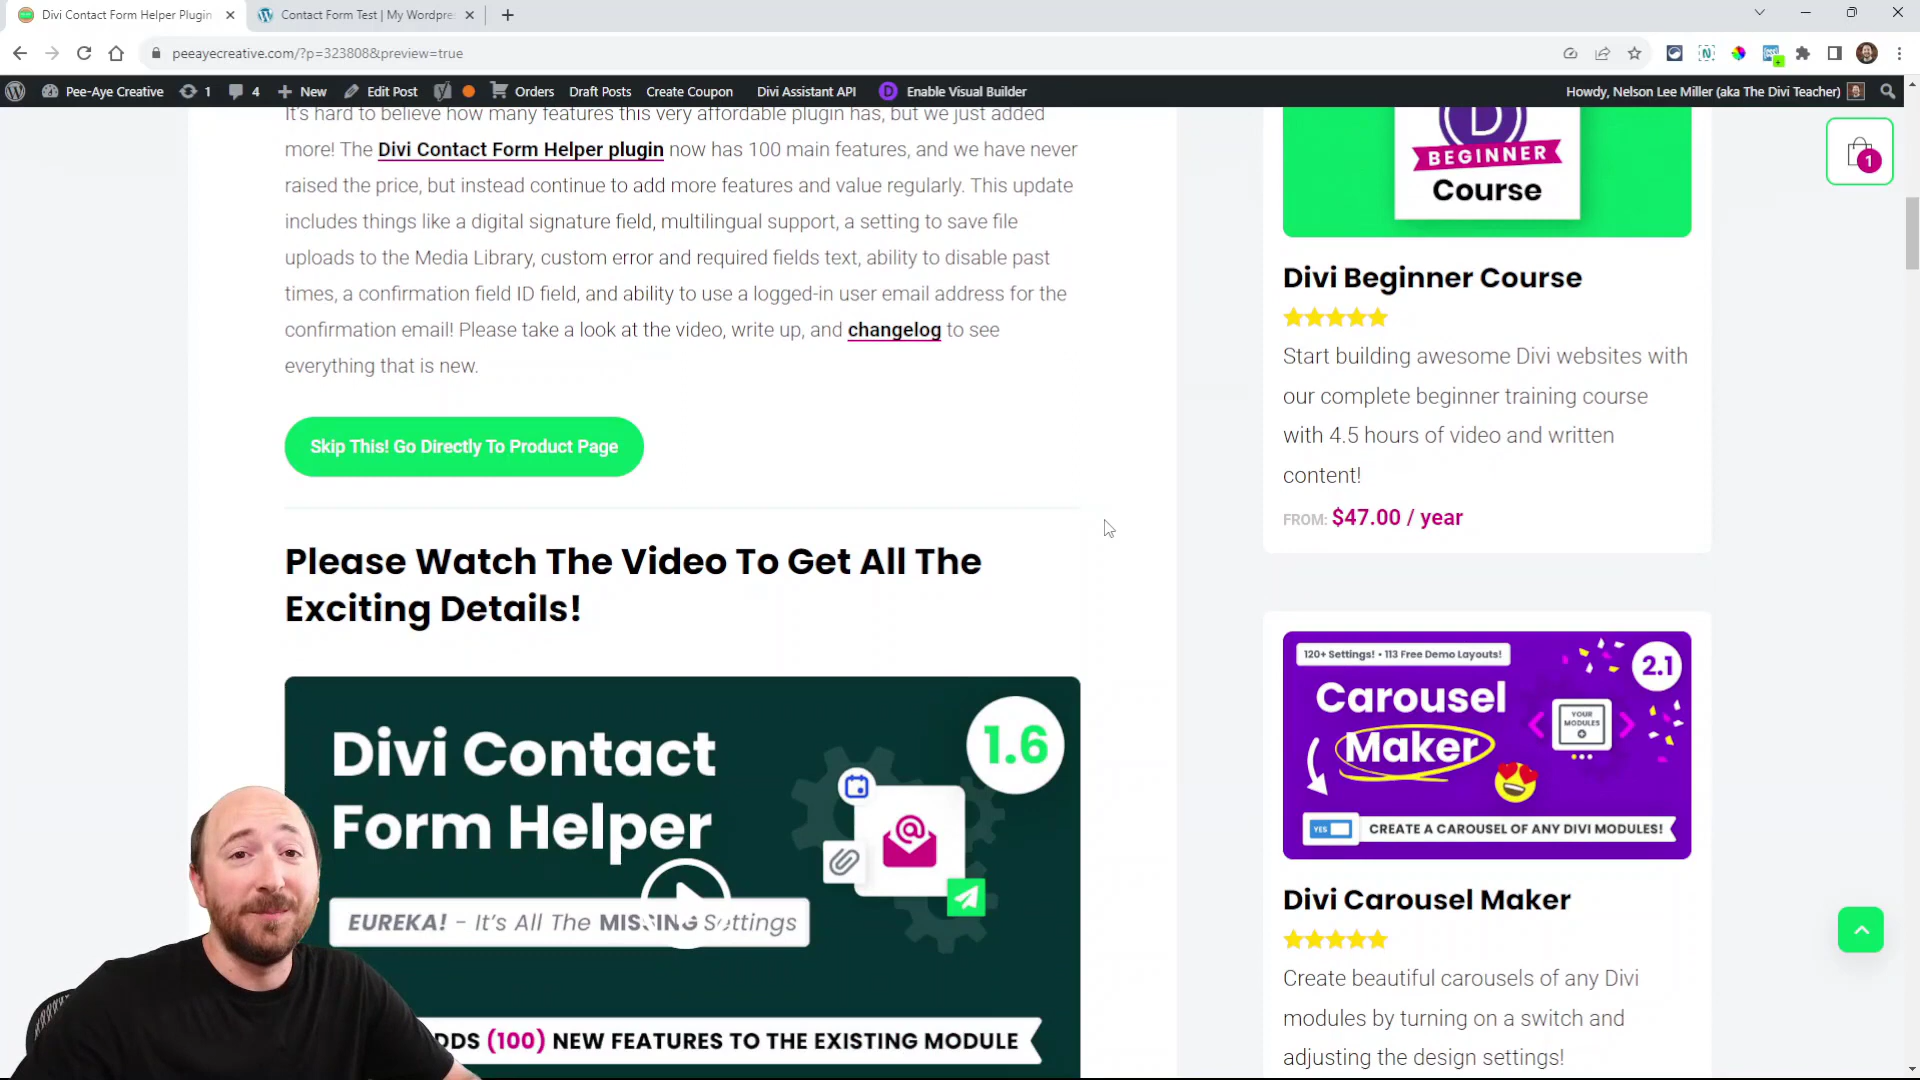 Divi Contact Form Helper Plugin
Contact Form Test | My Wordpre
peeayecreative.com/?p=323808&preview=true
Pee-Aye Creative
1
4
New
Edit Post
Orders
Draft Posts
Create Coupon
Divi Assistant API
Enable Visual Builder
Howdy, Nelson Lee Miller (aka The Divi Teacher)
It's hard to believe how many features this very affordable plugin has, but we just added
more! The Divi Contact Form Helper plugin now has 100 main features, and we have never
raised the price, but instead continue to add more features and value regularly. This update
includes things like a digital signature field, multilingual support, a setting to save file
uploads to the Media Library, custom error and required fields text, ability to disable past
times, a confirmation field ID field, and ability to use a logged-in user email address for the
confirmation email! Please take a look at the video, write up, and changelog to see
everything that is new.
Skip This! Go Directly To Product Page
Please Watch The Video To Get All The
Exciting Details!
Divi Contact
Form Helper
1.6
EUREKA! - It's All The MISSING Settings
DDS (100) NEW FEATURES TO THE EXISTING MODULE
D
BEGINNER
Course
1
Divi Beginner Course
Start building awesome Divi websites with
our complete beginner training course
with 4.5 hours of video and written
content!
FROM: $47.00 / year
120+ Settings! • 113 Free Demo Layouts!
2.1
Carousel
Maker
YOUR
MODULES
YES
CREATE A CAROUSEL OF ANY DIVI MODULES!
Divi Carousel Maker
Create beautiful carousels of any Divi
modules by turning on a switch and
adjusting the design settings!